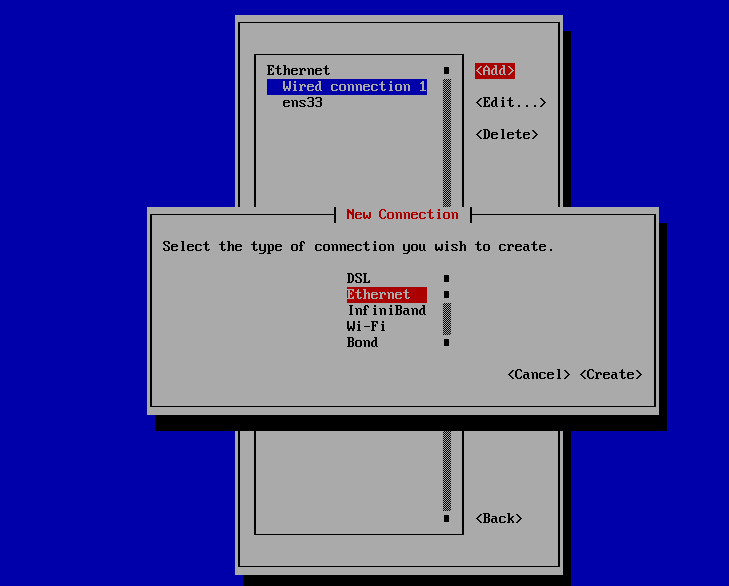 Ethernet
Wired connection 1
ens33
<Add>
<Edit...>
<Delete>
New Connection
Select the type of connection you wish to create.
DSL
Ethernet
InfiniBand
Wi-Fi
Bond
<Cancel> <Create>
<Back>